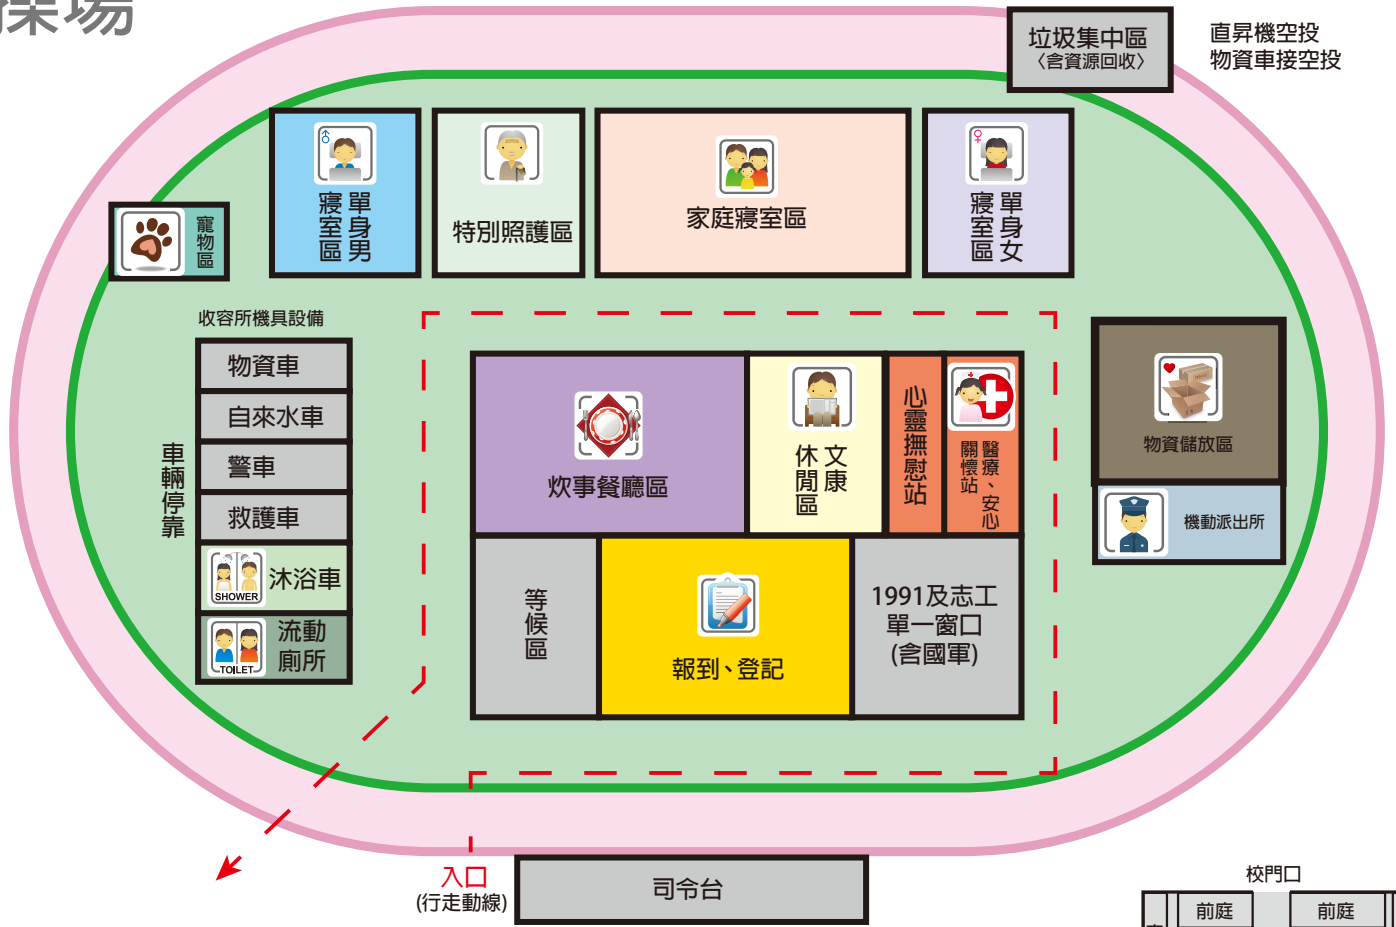 操場
垃圾集中區
〈含資源回收〉
直昇機空投
物資車接空投
單身男
寢室區
特別照護區
家庭寢室區
單身女
寢室區
寵物區
收容所機具設備
車輛停靠
物資車
自來水車
警車
救護車
SHOWER
沐浴車
TOILET
流動
廁所
炊事餐廳區
文康
休閒區
心靈撫慰站
醫療、安心
關懷站
物資儲放區
機動派出所
等候區
報到、登記
1991及志工
單一窗口
(含國軍)
入口
(行走動線)
司令台
校門口
前庭
前庭